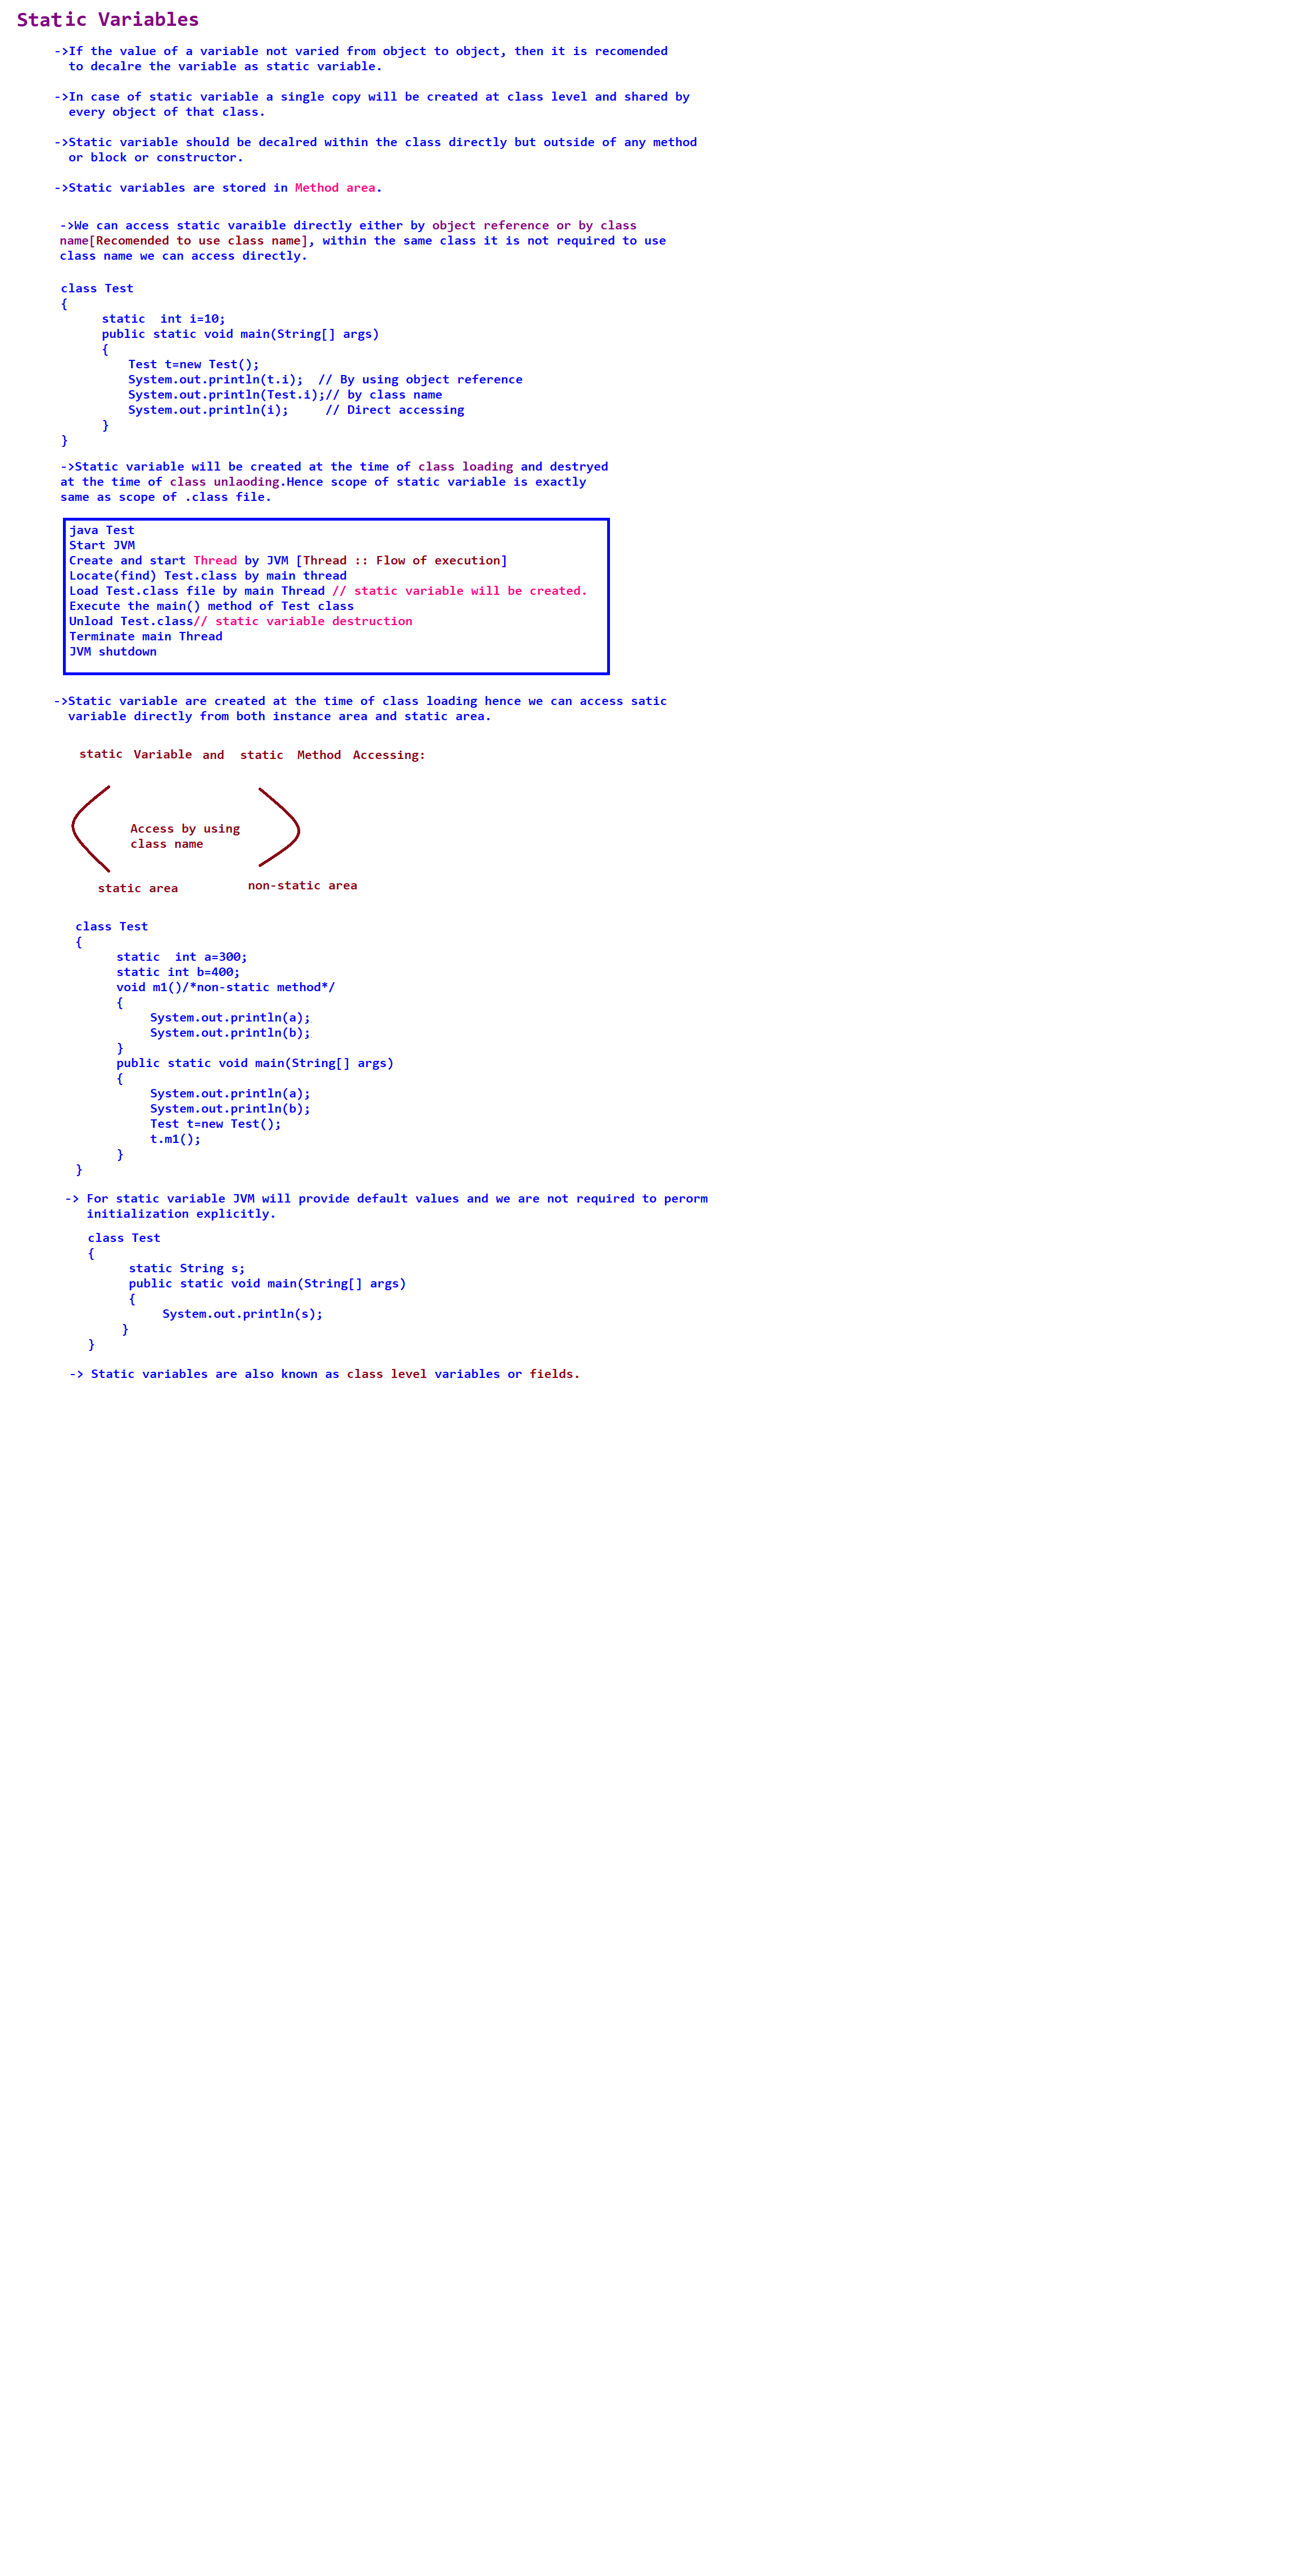 Static Variables
->If the value of a variable not varied from object to object, then it is recomended
to decalre the variable as static variable.
->In case of static variable a single copy will be created at class level and shared by
every object of that class.
->Static variable should be decalred within the class directly but outside of any method
or block or constructor.
->Static variables are stored in Method area.
->We can access static varaible directly either by object reference or by class
name[Recomended to use class name], within the same class it is not required to use
class name we can access directly.
class Test
{
static  int i=10;
public static void main(String[] args)
{
Test t=new Test();
System.out.println(t.i);  // By using object reference
System.out.println(Test.i);// by class name
System.out.println(i);     // Direct accessing
}
}
->Static variable will be created at the time of class loading and destryed
at the time of class unlaoding.Hence scope of static variable is exactly
same as scope of .class file.
java Test
Start JVM
Create and start Thread by JVM [Thread :: Flow of execution]
Locate(find) Test.class by main thread
Load Test.class file by main Thread // static variable will be created.
Execute the main() method of Test class
Unload Test.class// static variable destruction
Terminate main Thread
JVM shutdown
->Static variable are created at the time of class loading hence we can access satic
variable directly from both instance area and static area.
static Variable and static Method Accessing:
Access by using
class name
static area
non-static area
class Test
{
static  int a=300;
static int b=400;
void m1()/*non-static method*/
{
System.out.println(a);
System.out.println(b);
}
public static void main(String[] args)
{
System.out.println(a);
System.out.println(b);
Test t=new Test();
t.m1();
}
}
-> For static variable JVM will provide default values and we are not required to perorm
initialization explicitly.
class Test
{
static String s;
public static void main(String[] args)
{
System.out.println(s);
}
}
-> Static variables are also known as class level variables or fields.